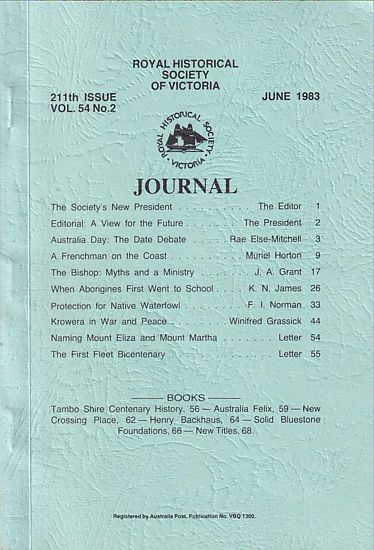 ROYAL HISTORICAL
SOCIETY
OF VICTORIA
211th ISSUE
VOL. 54 No.2
JUNE 1983
ROYAL HISTORICAL SOCIETY
· VICTORIA ·
JOURNAL
The Society's New President . . . . . . . . . . . The Editor 1
Editorial: A View for the Future . . . . . . . . The President 2
Australia Day: The Date Debate . . . . . . Rae Else-Mitchell 3
A Frenchman on the Coast . . . . . . . . . . Muriel Horton 9
The Bishop: Myths and a Ministry . . . . . . . . J. A. Grant 17
When Aborigines First Went to School . . . . K. N. James 26
Protection for Native Waterfowl . . . . . . . F. I. Norman 33
Krowera in War and Peace . . . . . . . Winifred Grassick 44
Naming Mount Eliza and Mount Martha . . . . . . Letter 54
The First Fleet Bicentenary . . . . . . . . . . . . Letter 55
BOOKS
Tambo Shire Centenary History, 56 — Australia Felix, 59 — New
Crossing Place, 62 — Henry Backhaus, 64 — Solid Bluestone
Foundations, 66 — New Titles, 68.
Registered by Australia Post. Publication No. VBQ 1300.